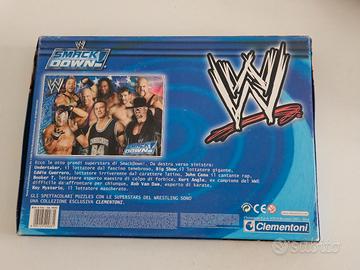 SMACK
DOWN!
W
SMACK
DOWN!
Ecco le otto grandi superstars di SmackDown!. Da destra verso sinistra:
Undertaker, il lottatore dal fascino tenebroso, Big Show, il lottatore gigante,
Eddie Guerrero, lottatore irriverente dal carattere latino, John Cena, il cantante rap,
Booker T, lottatore esperto maestro di colpo di forbice, Kurt Angle, ex campione del WWE
difficile da affrontare per chiunque, Rob Van Dam, esperto di karate,
Rey Mysterio, il lottatore mascherato.
GLI SPETTACOLARI PUZZLES CON LE SUPERSTARS DEL WRESTLING SONO
UNA COLLEZIONE ESCLUSIVA CLEMENTONI.
CE
Clementoni
subito